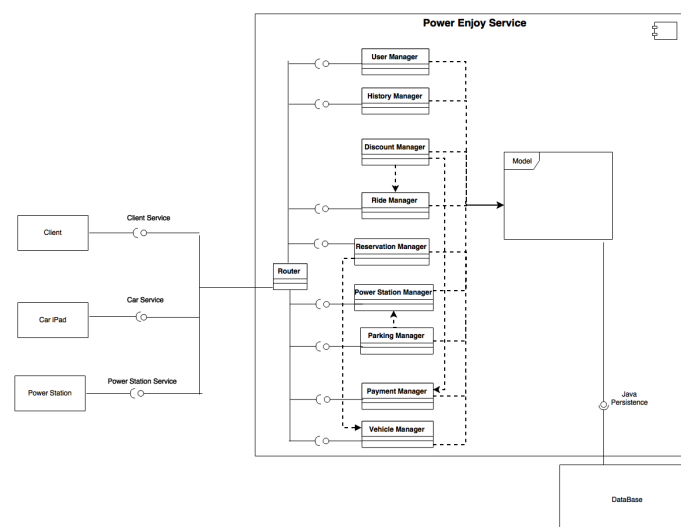 Power Enjoy Service
User Manager
History Manager
Discount Manager
Model
Ride Manager
Client Service
Client
Reservation Manager
Router
Power Station Manager
Car Service
Car iPad
Parking Manager
Power Station Service
Power Station
Payment Manager
Java
Persistence
Vehicle Manager
DataBase